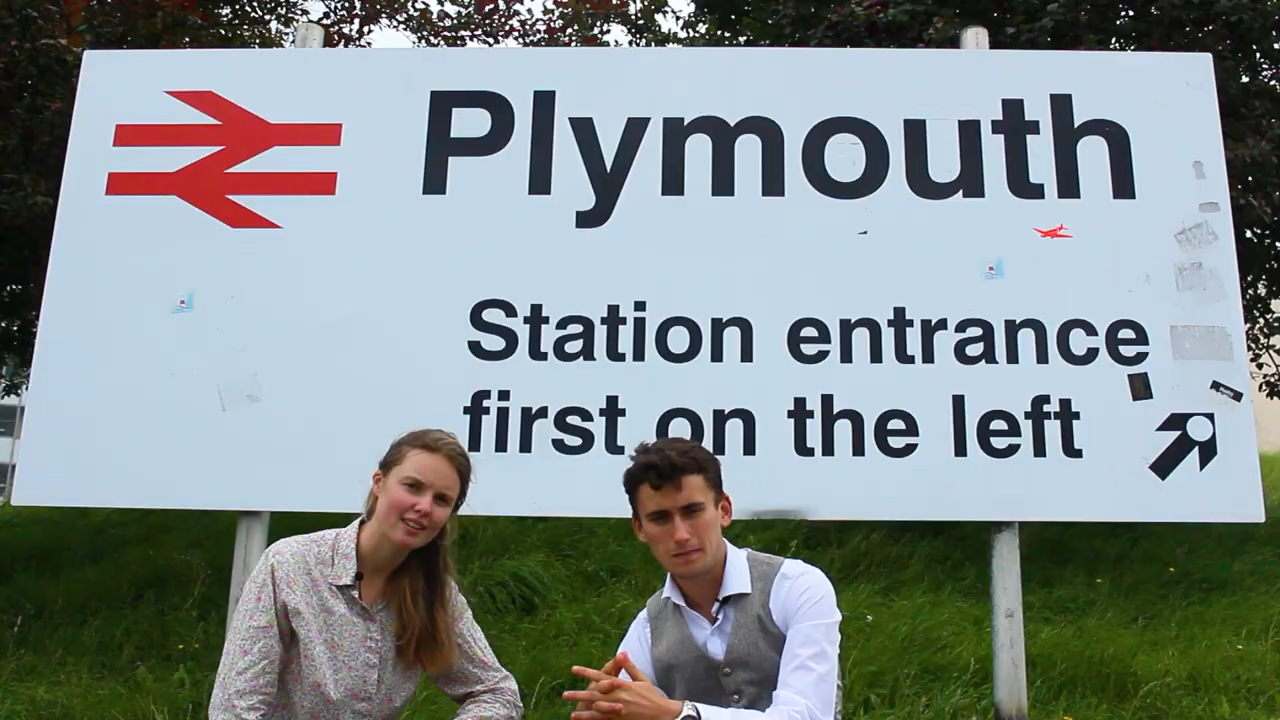 Plymouth
Station entrance
first on the left